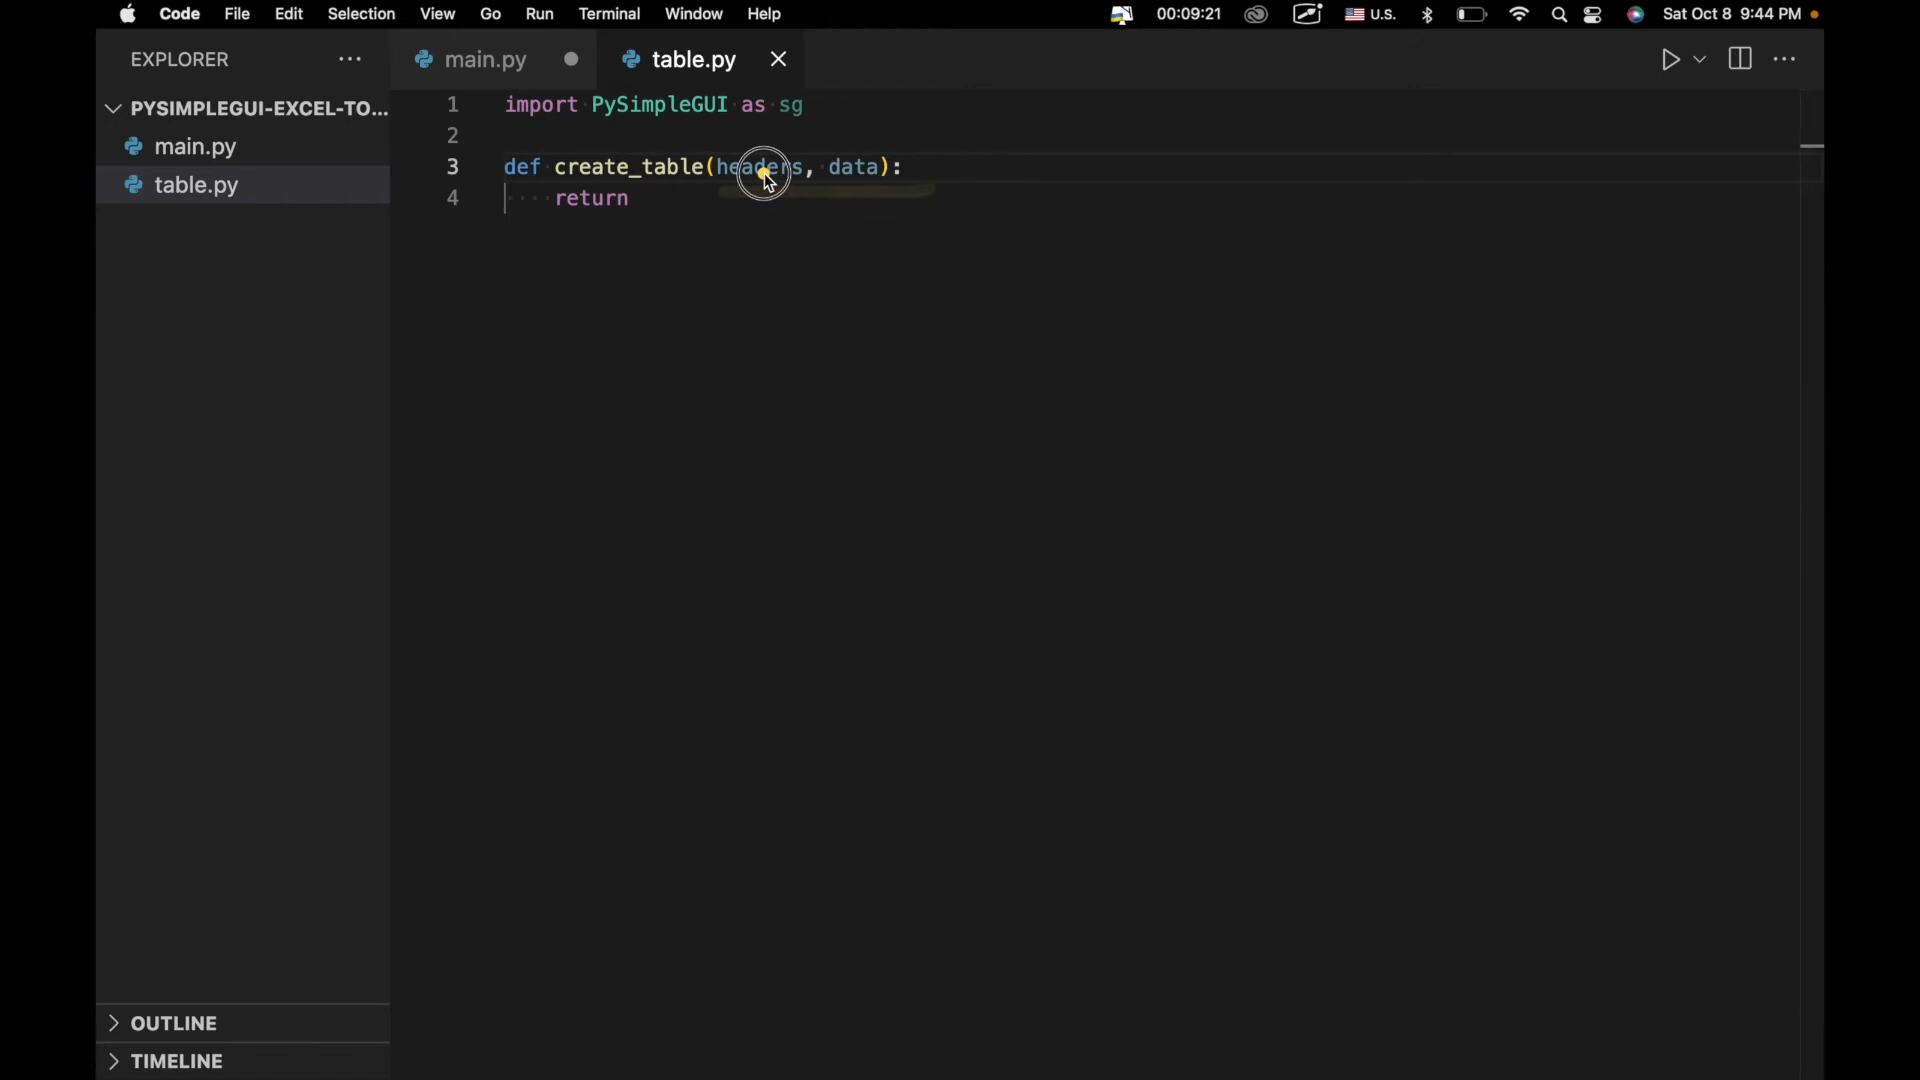 Code File Edit Selection View Go Run Terminal Window Help 00:09:21 U.S. Sat Oct 8 9:44 PM
EXPLORER ···
main.py
table.py
PYSIMPLEGUI-EXCEL-TO...
main.py
table.py
1 import PySimpleGUI as sg
2
3 def create_table(headers, data):
4 return
OUTLINE
TIMELINE